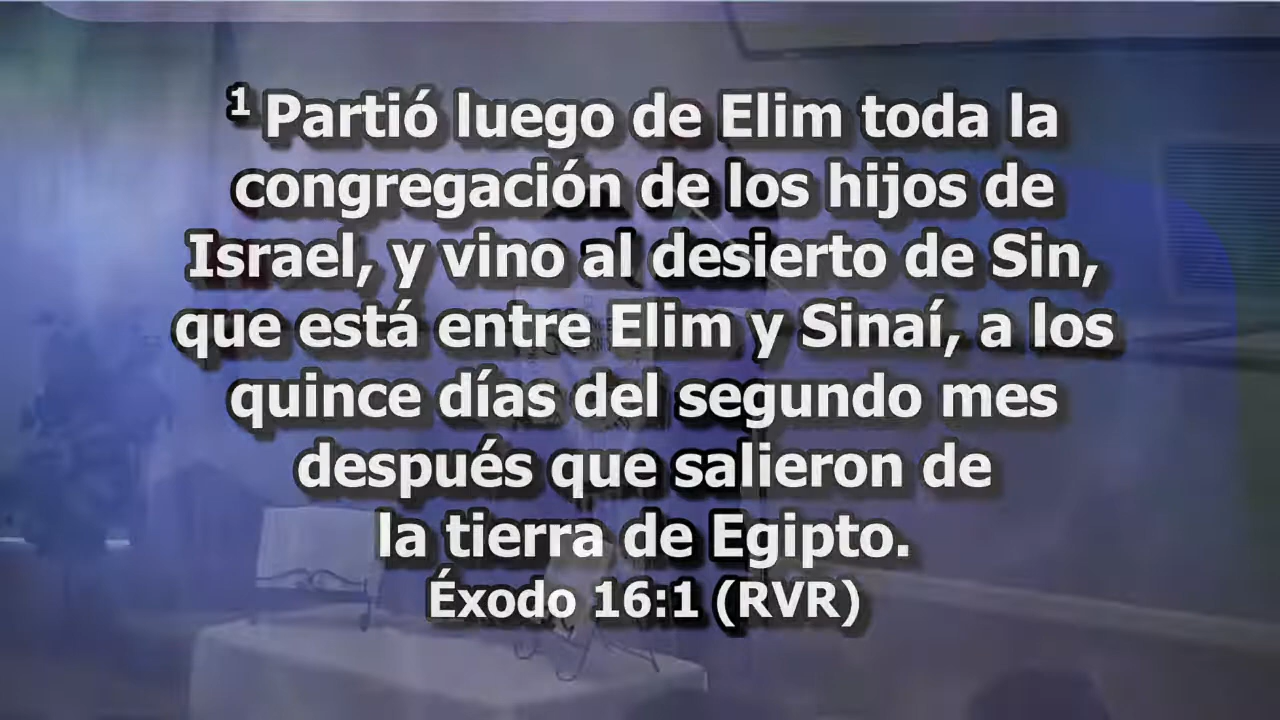 ¹ Partió luego de Elim toda la
congregación de los hijos de
Israel, y vino al desierto de Sin,
que está entre Elim y Sinaí, a los
quince días del segundo mes
después que salieron de
la tierra de Egipto.
Éxodo 16:1 (RVR)